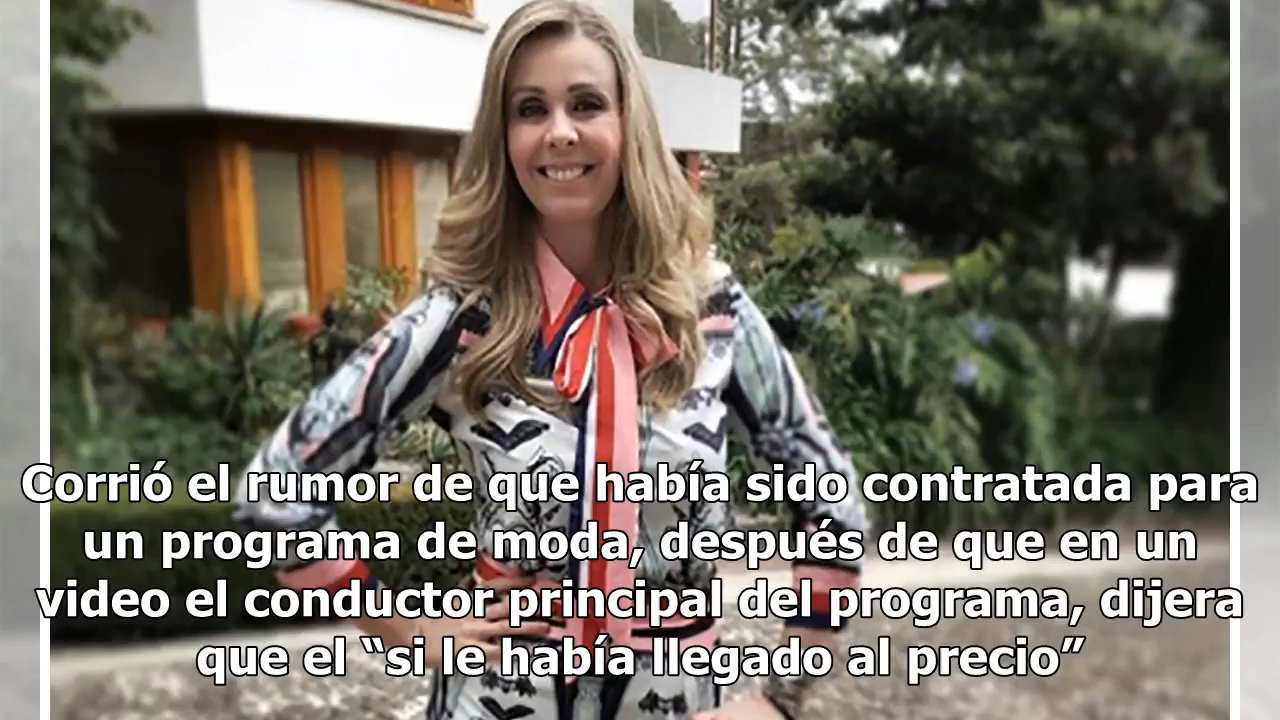 Corrió el rumor de que había sido contratada para
un programa de moda, después de que en un
video el conductor principal del programa, dijera
que el “si le había llegado al precio”